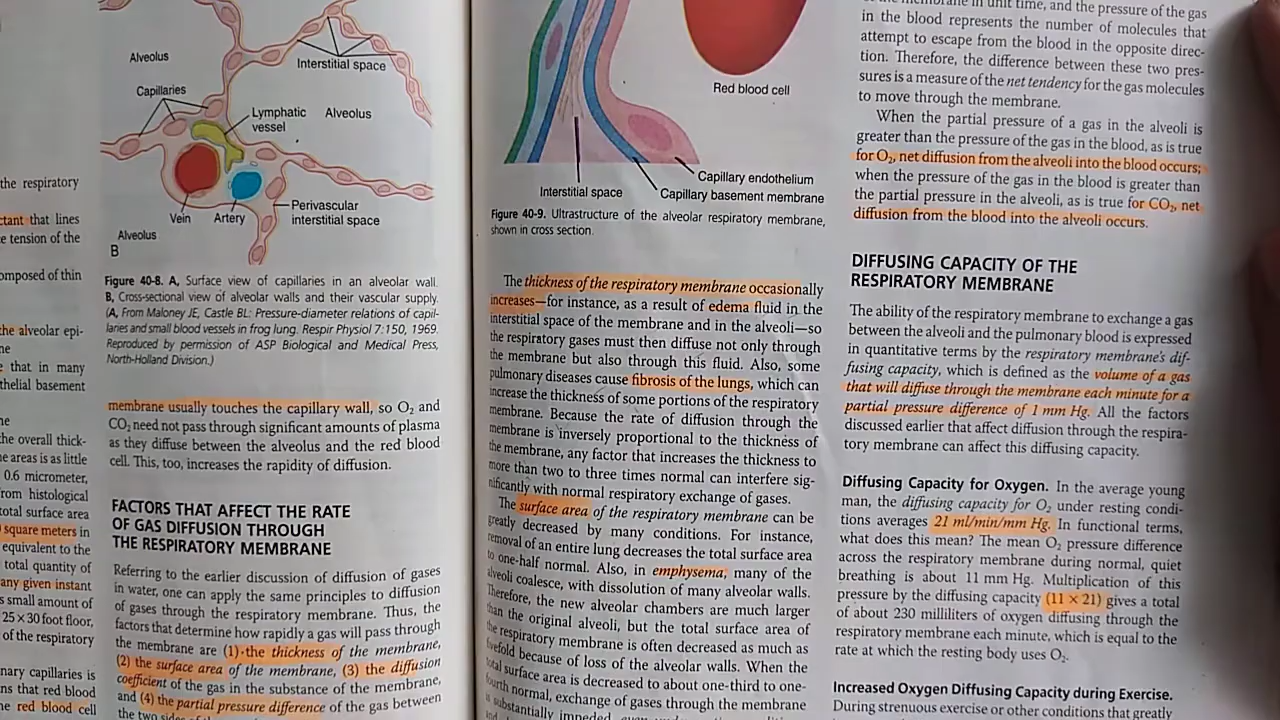 the respiratory
ctant that lines
e tension of the
omposed of thin
the alveolar epi-
ne
e that in many
thelial basement
ne
the overall thick-
e areas is as little
0.6 micrometer,
from histological
total surface area
square meters in
equivalent to the
total quantity of
any given instant
s small amount of
25 × 30 foot floor,
of the respiratory
nary capillaries is
ns that red blood
he red blood cell
Alveolus
Interstitial space
Capillaries
Lymphatic
vessel
Alveolus
Vein
Artery
Perivascular
interstitial space
Alveolus
B
Figure 40-8. A, Surface view of capillaries in an alveolar wall.
B, Cross-sectional view of alveolar walls and their vascular supply.
(A, From Maloney JE, Castle BL: Pressure-diameter relations of capil-
laries and small blood vessels in frog lung. Respir Physiol 7:150, 1969.
Reproduced by permission of ASP Biological and Medical Press,
North-Holland Division.)
membrane usually touches the capillary wall, so O₂ and
CO₂ need not pass through significant amounts of plasma
as they diffuse between the alveolus and the red blood
cell. This, too, increases the rapidity of diffusion.
FACTORS THAT AFFECT THE RATE
OF GAS DIFFUSION THROUGH
THE RESPIRATORY MEMBRANE
Referring to the earlier discussion of diffusion of gases
in water, one can apply the same principles to diffusion
of gases through the respiratory membrane. Thus, the
factors that determine how rapidly a gas will pass through
the membrane are (1) the thickness of the membrane,
(2) the surface area of the membrane, (3) the diffusion
coefficient of the gas in the substance of the membrane,
and (4) the partial pressure difference of the gas between
the two sides of the
Red blood cell
Capillary endothelium
Interstitial space
Capillary basement membrane
Figure 40-9. Ultrastructure of the alveolar respiratory membrane,
shown in cross section.
The thickness of the respiratory membrane occasionally
increases—for instance, as a result of edema fluid in the
interstitial space of the membrane and in the alveoli—so
the respiratory gases must then diffuse not only through
the membrane but also through this fluid. Also, some
pulmonary diseases cause fibrosis of the lungs, which can
increase the thickness of some portions of the respiratory
membrane. Because the rate of diffusion through the
membrane is inversely proportional to the thickness of
the membrane, any factor that increases the thickness to
more than two to three times normal can interfere sig-
nificantly with normal respiratory exchange of gases.
The surface area of the respiratory membrane can be
greatly decreased by many conditions. For instance,
removal of an entire lung decreases the total surface area
to one-half normal. Also, in emphysema, many of the
alveoli coalesce, with dissolution of many alveolar walls.
Therefore, the new alveolar chambers are much larger
than the original alveoli, but the total surface area of
the respiratory membrane is often decreased as much as
fivefold because of loss of the alveolar walls. When the
total surface area is decreased to about one-third to one-
fourth normal, exchange of gases through the membrane
is substantially impeded,
of the membrane in unit time, and the pressure of the gas
in the blood represents the number of molecules that
attempt to escape from the blood in the opposite direc-
tion. Therefore, the difference between these two pres-
sures is a measure of the net tendency for the gas molecules
to move through the membrane.
When the partial pressure of a gas in the alveoli is
greater than the pressure of the gas in the blood, as is true
for O₂, net diffusion from the alveoli into the blood occurs;
when the pressure of the gas in the blood is greater than
the partial pressure in the alveoli, as is true for CO₂, net
diffusion from the blood into the alveoli occurs.
DIFFUSING CAPACITY OF THE
RESPIRATORY MEMBRANE
The ability of the respiratory membrane to exchange a gas
between the alveoli and the pulmonary blood is expressed
in quantitative terms by the respiratory membrane's dif-
fusing capacity, which is defined as the volume of a gas
that will diffuse through the membrane each minute for a
partial pressure difference of 1 mm Hg. All the factors
discussed earlier that affect diffusion through the respira-
tory membrane can affect this diffusing capacity.
Diffusing Capacity for Oxygen. In the average young
man, the diffusing capacity for O₂ under resting condi-
tions averages 21 ml/min/mm Hg. In functional terms,
what does this mean? The mean O₂ pressure difference
across the respiratory membrane during normal, quiet
breathing is about 11 mm Hg. Multiplication of this
pressure by the diffusing capacity (11 × 21) gives a total
of about 230 milliliters of oxygen diffusing through the
respiratory membrane each minute, which is equal to the
rate at which the resting body uses O₂.
Increased Oxygen Diffusing Capacity during Exercise.
During strenuous exercise or other conditions that greatly